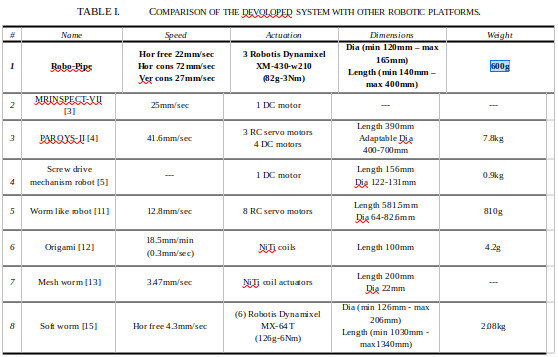 TABLE I. COMPARISON OF THE DEVOLOPED SYSTEM WITH OTHER ROBOTIC PLATFORMS.
# Name Speed Actuation Dimensions Weight
1 Robo-Pipe Hor free 22mm/sec Hor cons 72mm/sec Ver cons 27mm/sec 3 Robotis Dynamixel XM-430-w210 (82g-3Nm) Dia (min 120mm – max 165mm) Length (min 140mm – max 400mm) 600g
2 MRINSPECT-VII [3] 25mm/sec 1 DC motor --- ---
3 PAROYS-II [4] 41.6mm/sec 3 RC servo motors 4 DC motors Length 390mm Adaptable Dia 400-700mm 7.8kg
4 Screw drive mechanism robot [5] --- 1 DC motor Length 156mm Dia 122-131mm 0.9kg
5 Worm like robot [11] 12.8mm/sec 8 RC servo motors Length 581.5mm Dia 64-82.6mm 810g
6 Origami [12] 18.5mm/min (0.3mm/sec) NiTi coils Length 100mm 4.2g
7 Mesh worm [13] 3.47mm/sec NiTi coil actuators Length 200mm Dia 22mm ---
8 Soft worm [15] Hor free 4.3mm/sec (6) Robotis Dynamixel MX-64T (126g-6Nm) Dia (min 126mm - max 206mm) Length (min 1030mm - max1340mm) 2.08kg